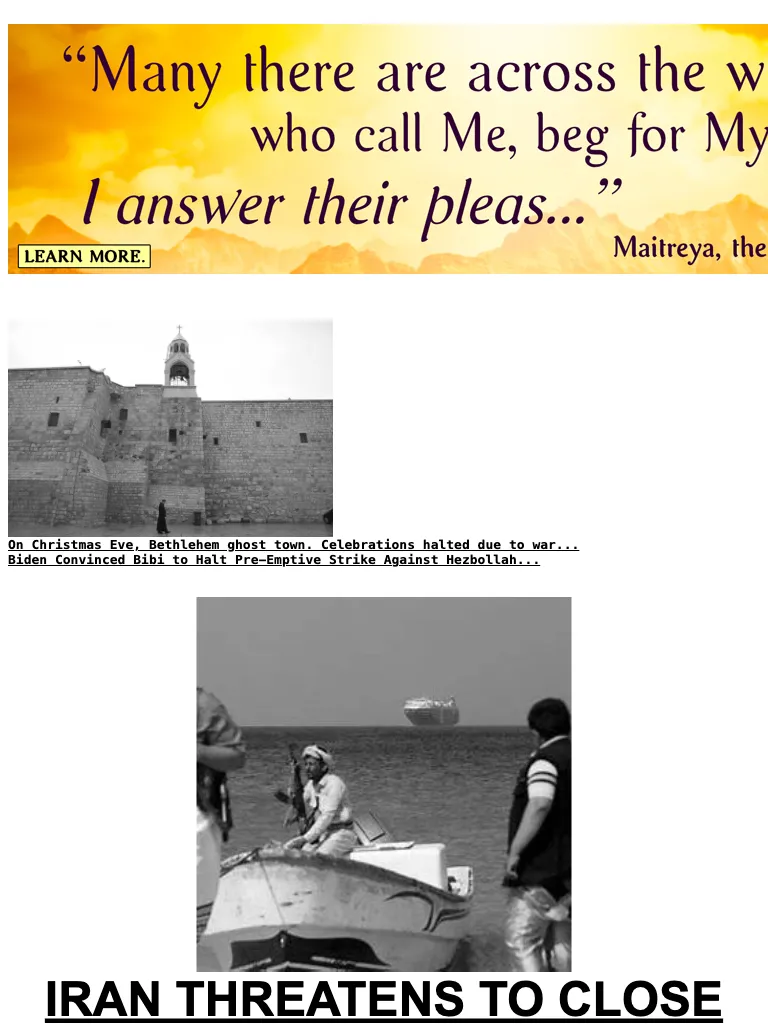 “Many there are across the w
who call Me, beg for My
I answer their pleas...”
Maitreya, the
LEARN MORE.
On Christmas Eve, Bethlehem ghost town. Celebrations halted due to war...
Biden Convinced Bibi to Halt Pre—Emptive Strike Against Hezbollah...
IRAN THREATENS TO CLOSE